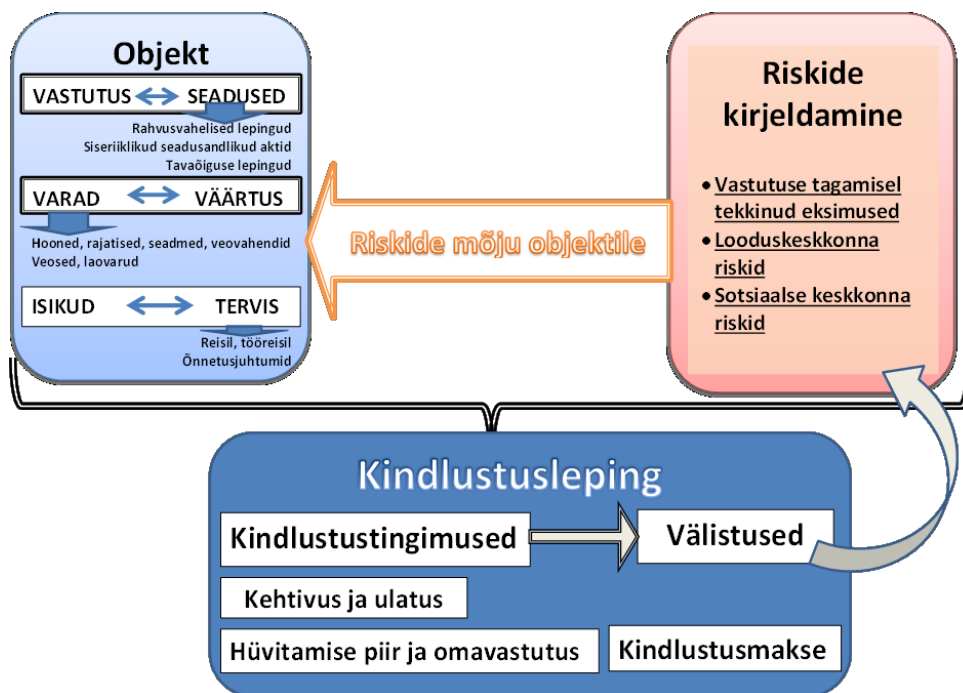 Objekt
VASTUTUS SEADUSED
Rahvusvahelised lepingud
Siseriiklikud seadusandlikud aktid
Tavaõiguse lepingud
VARAD VÄÄRTUS
Hooned, rajatised, seadmed, veovahendid
Veosed, laovarud
ISIKUD TERVIS
Reisil, tööreisil
Õnnetusjuhtumid
Riskide mõju objektile
Riskide
kirjeldamine
• Vastutuse tagamisel
tekkinud eksimused
• Looduskeskkonna
riskid
• Sotsiaalse keskkonna
riskid
Kindlustusleping
Kindlustustingimused
Välistused
Kehtivus ja ulatus
Hüvitamise piir ja omavastutus
Kindlustusmakse